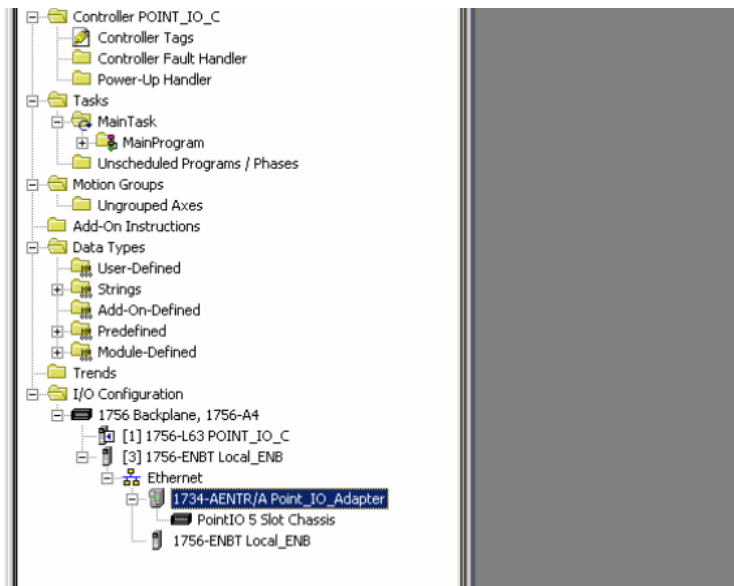 Controller POINT_IO_C
Controller Tags
Controller Fault Handler
Power-Up Handler
Tasks
MainTask
MainProgram
Unscheduled Programs / Phases
Motion Groups
Ungrouped Axes
Add-On Instructions
Data Types
User-Defined
Strings
Add-On-Defined
Predefined
Module-Defined
Trends
I/O Configuration
1756 Backplane, 1756-A4
[1] 1756-L63 POINT_IO_C
[3] 1756-ENBT Local_ENB
Ethernet
1734-AENTR/A Point_IO_Adapter
PointIO 5 Slot Chassis
1756-ENBT Local_ENB